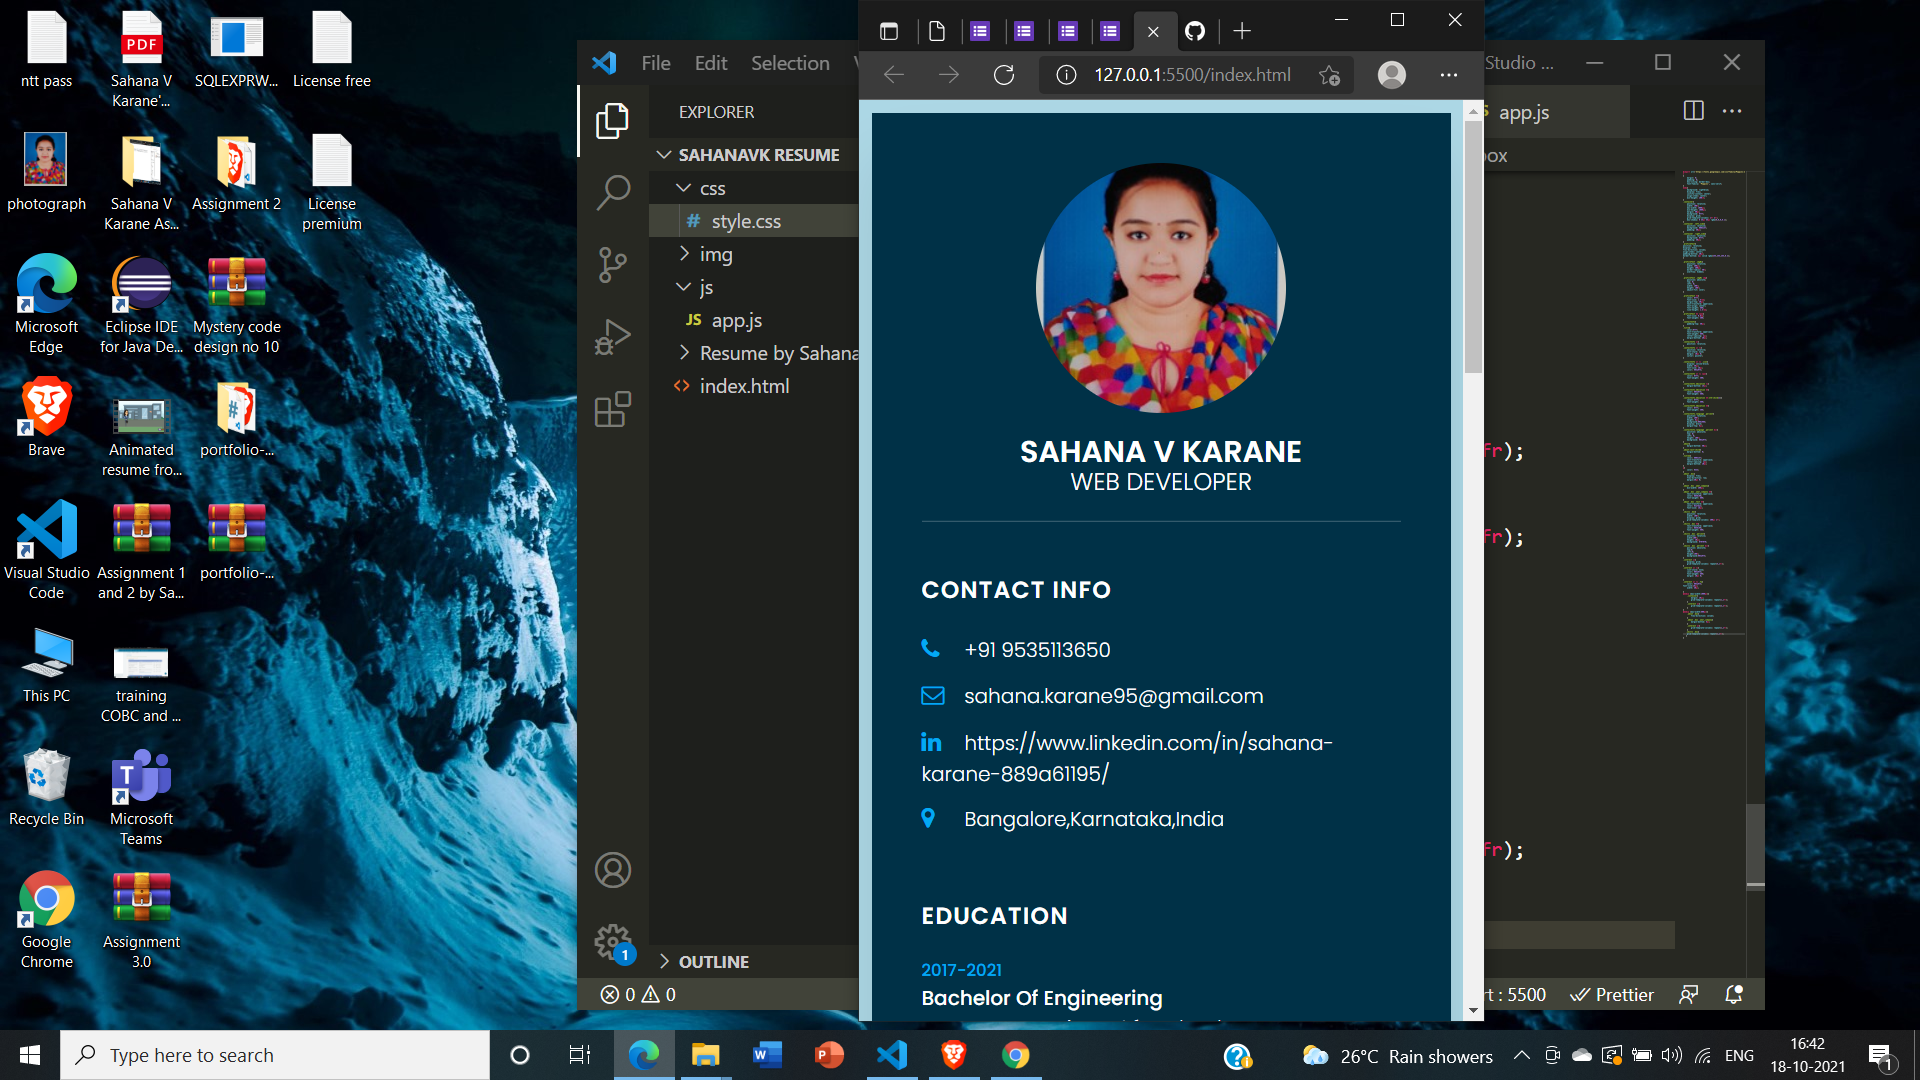 ntt pass
Sahana V
Karane'...
SQLEXPRW...
License free
photograph
Sahana V
Karane As...
Assignment 2
License
premium
Microsoft
Edge
Eclipse IDE
for Java De...
Mystery code
design no 10
Brave
Animated
resume fro...
portfolio-...
Visual Studio
Code
Assignment 1
and 2 by Sa...
portfolio-...
This PC
training
COBC and ...
Recycle Bin
Microsoft
Teams
Google
Chrome
Assignment
3.0
PDF
File Edit Selection
Studio ...
EXPLORER
SAHANAVK RESUME
css
# style.css
img
js
JS app.js
Resume by Sahana
<> index.html
OUTLINE
1
0 0
127.0.0.1:5500/index.html
SAHANA V KARANE
WEB DEVELOPER
CONTACT INFO
+91 9535113650
sahana.karane95@gmail.com
https://www.linkedin.com/in/sahana-
karane-889a61195/
Bangalore,Karnataka,India
EDUCATION
2017-2021
Bachelor Of Engineering
app.js
box
fr);
fr);
fr);
rt : 5500
Prettier
Type here to search
26°C Rain showers
ENG
16:42
18-10-2021
1